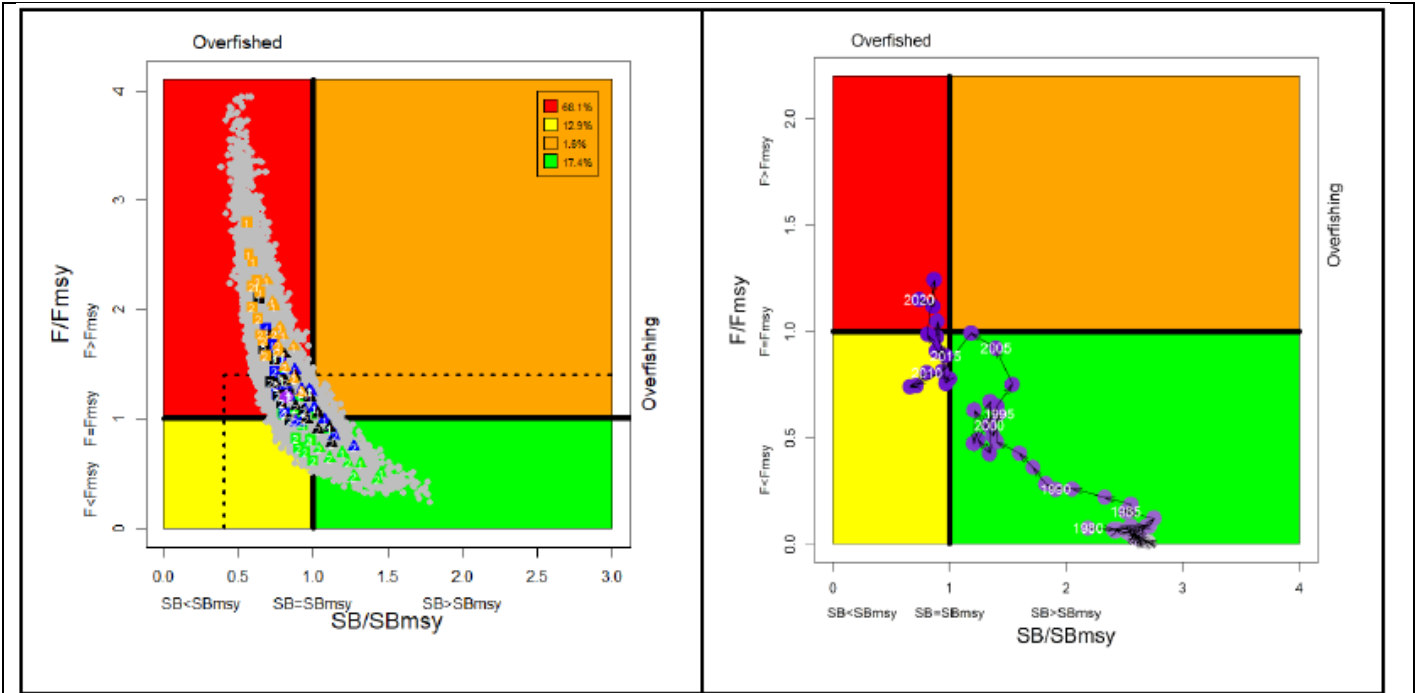 Overfished
4
3
2
1
0
F/Fmsy
F<Fmsy F=Fmsy F>Fmsy
68.1%
12.9%
1.6%
17.4%
Overfishing
0.0 0.5 1.0 1.5 2.0 2.5 3.0
SB<SBmsy SB=SBmsy SB>SBmsy
SB/SBmsy
Overfished
2.0
1.5
1.0
0.5
0.0
F/Fmsy
F<Fmsy F=Fmsy F>Fmsy
2020
2005
2015
2010
1995
2000
1990
1985
1980
Overfishing
0 1 2 3 4
SB<SBmsy SB=SBmsy SB>SBmsy
SB/SBmsy